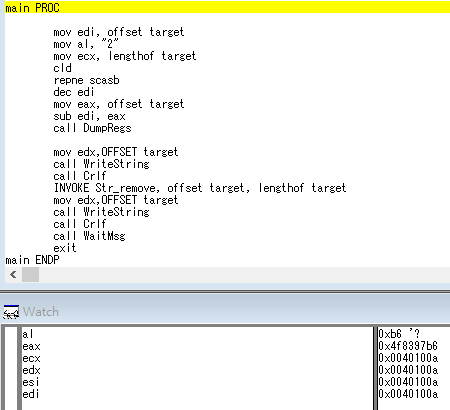 main PROC
mov edi, offset target
mov al, "2"
mov ecx, lengthof target
cld
repne scasb
dec edi
mov eax, offset target
sub edi, eax
call DumpRegs
mov edx,OFFSET target
call WriteString
call Crlf
INVOKE Str_remove, offset target, lengthof target
mov edx,OFFSET target
call WriteString
call Crlf
call WaitMsg
exit
main ENDP
Watch
al 0xb6 '?
eax 0x4f8397b6
ecx 0x0040100a
edx 0x0040100a
esi 0x0040100a
edi 0x0040100a